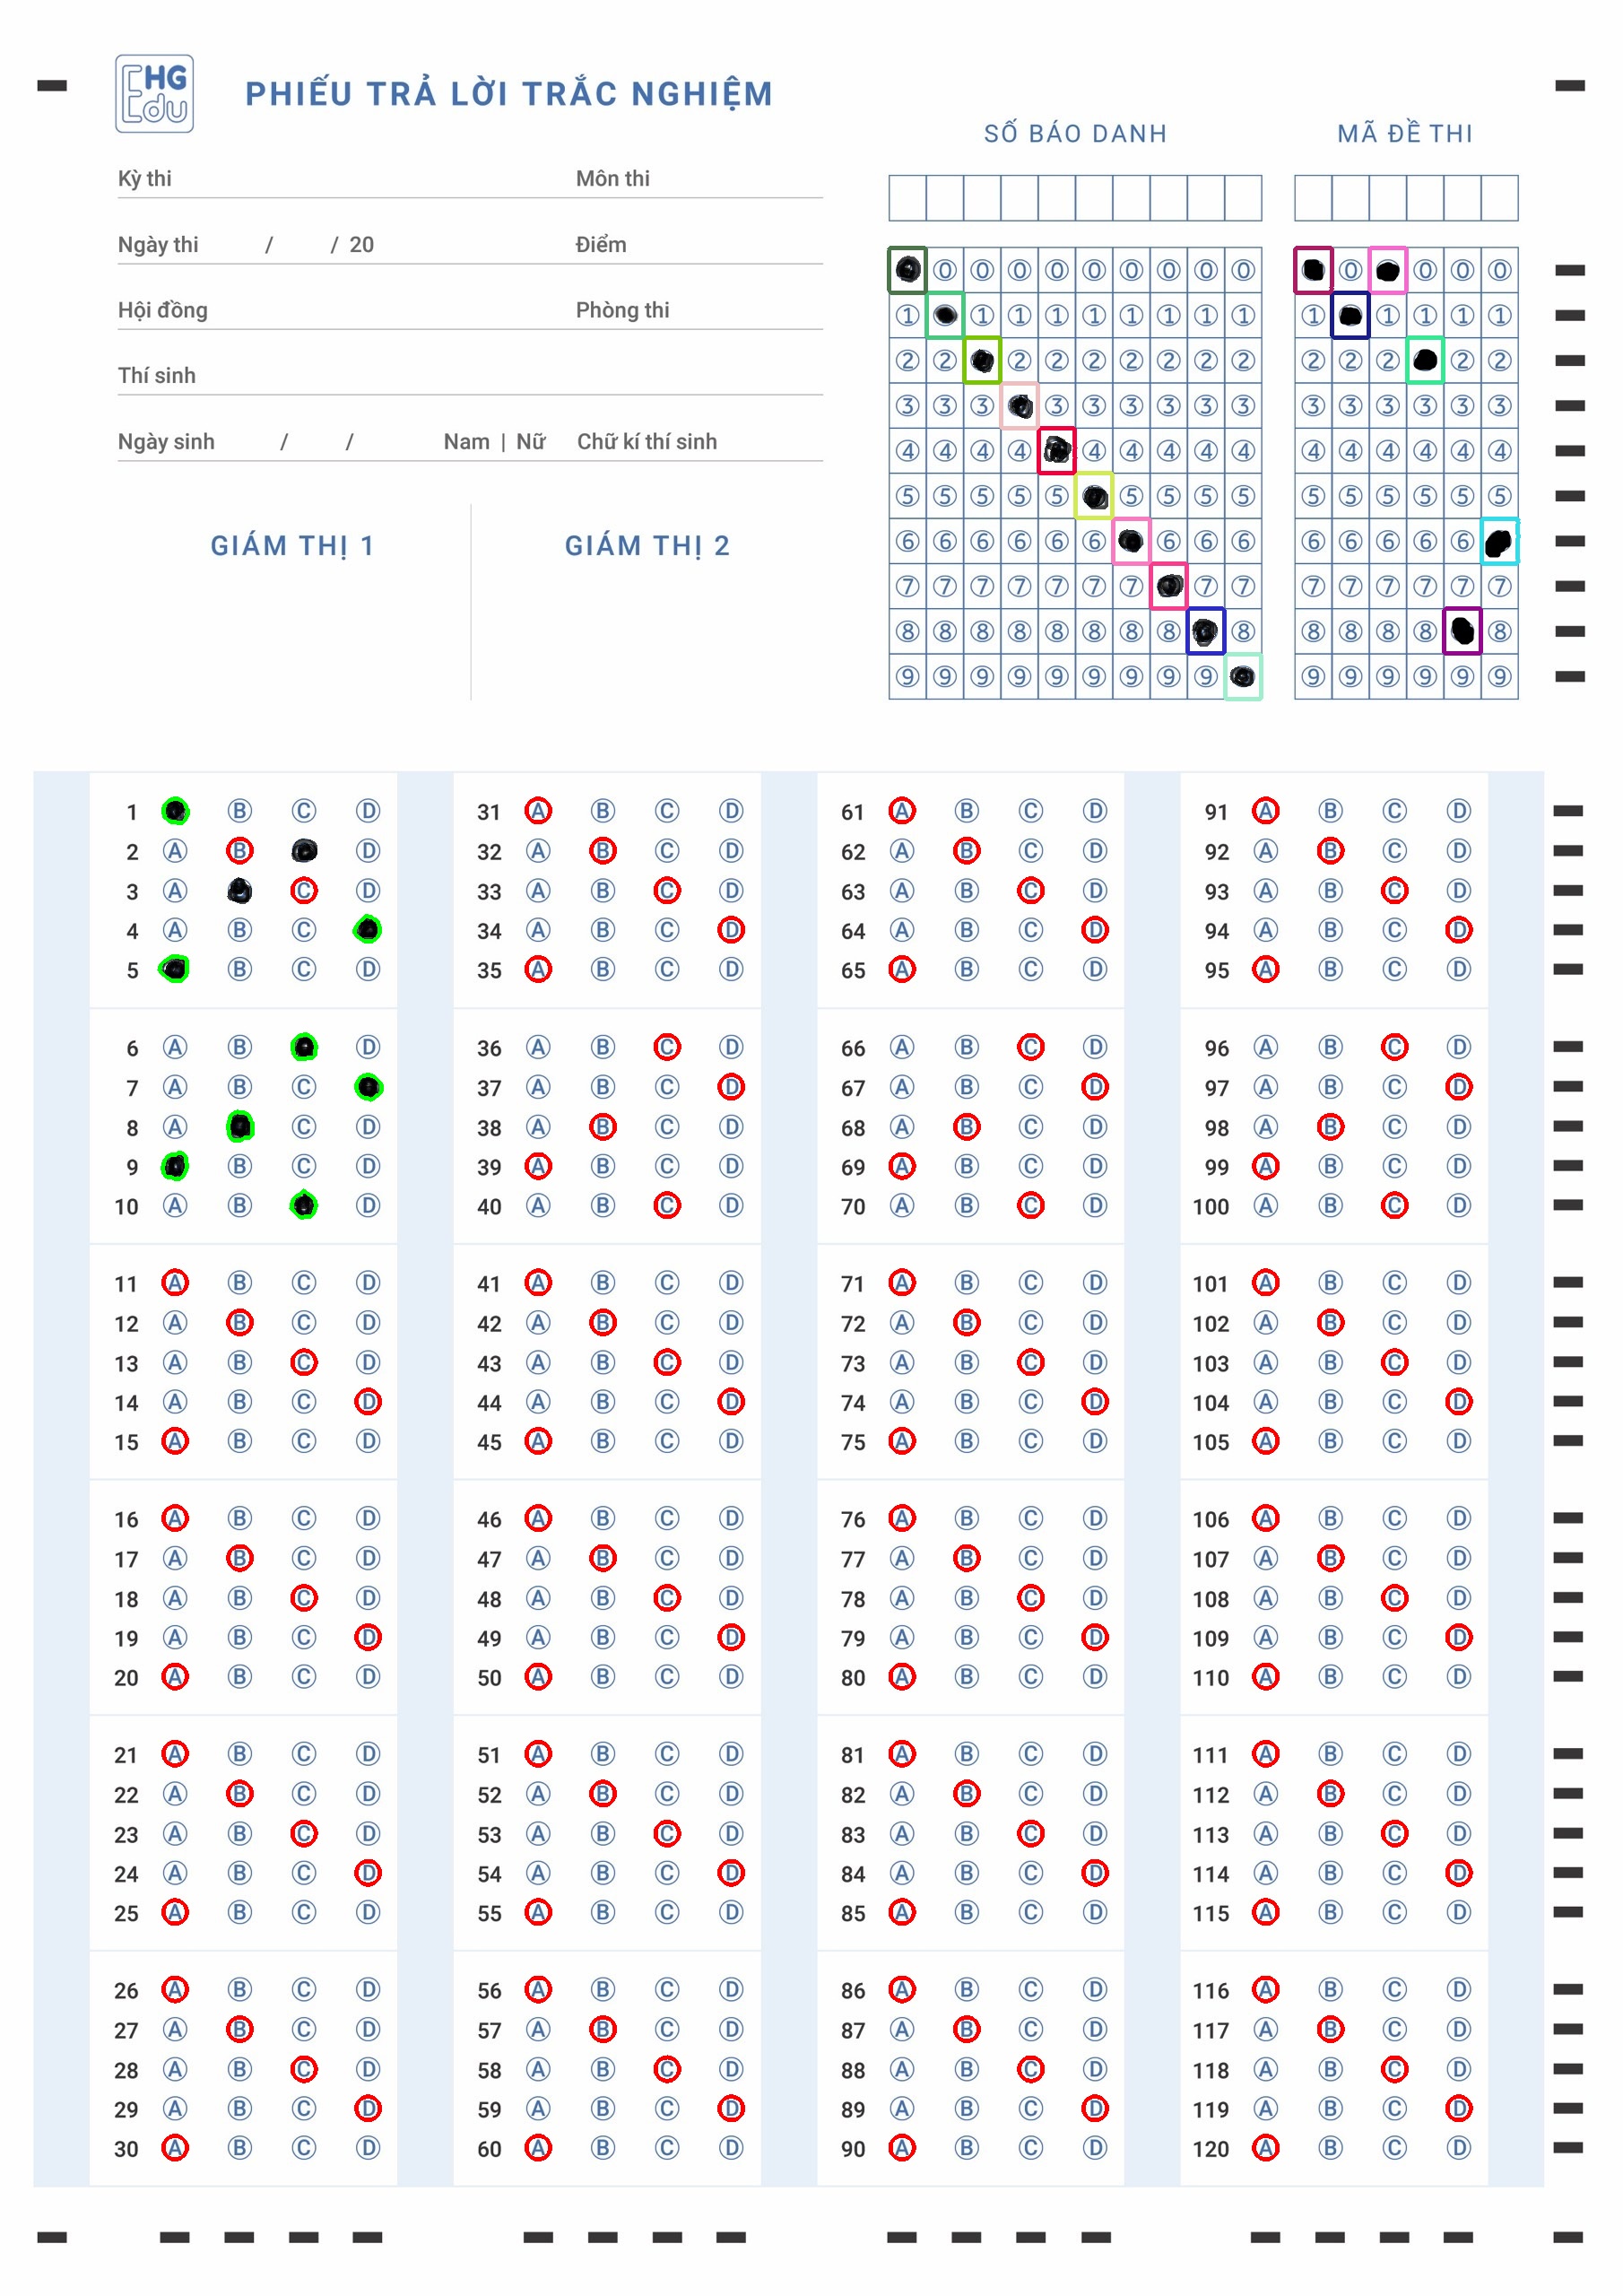 HG
Edu
PHIẾU TRẢ LỜI TRẮC NGHIỆM
Kỳ thi Môn thi
Ngày thi / / 20 Điểm
Hội đồng Phòng thi
Thí sinh
Ngày sinh / / Nam | Nữ Chữ kí thí sinh
GIÁM THỊ 1 GIÁM THỊ 2
SỐ BÁO DANH MÃ ĐỀ THI
0 0 0 0 0 0 0 0 0 0 0 0 0
1 1 1 1 1 1 1 1 1 1 1 1 1 1
2 2 2 2 2 2 2 2 2 2 2 2 2 2
3 3 3 3 3 3 3 3 3 3 3 3 3 3 3
4 4 4 4 4 4 4 4 4 4 4 4 4 4 4
5 5 5 5 5 5 5 5 5 5 5 5 5 5 5
6 6 6 6 6 6 6 6 6 6 6 6 6 6
7 7 7 7 7 7 7 7 7 7 7 7 7 7 7
8 8 8 8 8 8 8 8 8 8 8 8 8 8
9 9 9 9 9 9 9 9 9 9 9 9 9 9 9
1 B C D 31 A B C D 61 A B C D 91 A B C D
2 A B D 32 A B C D 62 A B C D 92 A B C D
3 A C D 33 A B C D 63 A B C D 93 A B C D
4 A B C 34 A B C D 64 A B C D 94 A B C D
5 B C D 35 A B C D 65 A B C D 95 A B C D
6 A B D 36 A B C D 66 A B C D 96 A B C D
7 A B C 37 A B C D 67 A B C D 97 A B C D
8 A C D 38 A B C D 68 A B C D 98 A B C D
9 B C D 39 A B C D 69 A B C D 99 A B C D
10 A B D 40 A B C D 70 A B C D 100 A B C D
11 A B C D 41 A B C D 71 A B C D 101 A B C D
12 A B C D 42 A B C D 72 A B C D 102 A B C D
13 A B C D 43 A B C D 73 A B C D 103 A B C D
14 A B C D 44 A B C D 74 A B C D 104 A B C D
15 A B C D 45 A B C D 75 A B C D 105 A B C D
16 A B C D 46 A B C D 76 A B C D 106 A B C D
17 A B C D 47 A B C D 77 A B C D 107 A B C D
18 A B C D 48 A B C D 78 A B C D 108 A B C D
19 A B C D 49 A B C D 79 A B C D 109 A B C D
20 A B C D 50 A B C D 80 A B C D 110 A B C D
21 A B C D 51 A B C D 81 A B C D 111 A B C D
22 A B C D 52 A B C D 82 A B C D 112 A B C D
23 A B C D 53 A B C D 83 A B C D 113 A B C D
24 A B C D 54 A B C D 84 A B C D 114 A B C D
25 A B C D 55 A B C D 85 A B C D 115 A B C D
26 A B C D 56 A B C D 86 A B C D 116 A B C D
27 A B C D 57 A B C D 87 A B C D 117 A B C D
28 A B C D 58 A B C D 88 A B C D 118 A B C D
29 A B C D 59 A B C D 89 A B C D 119 A B C D
30 A B C D 60 A B C D 90 A B C D 120 A B C D